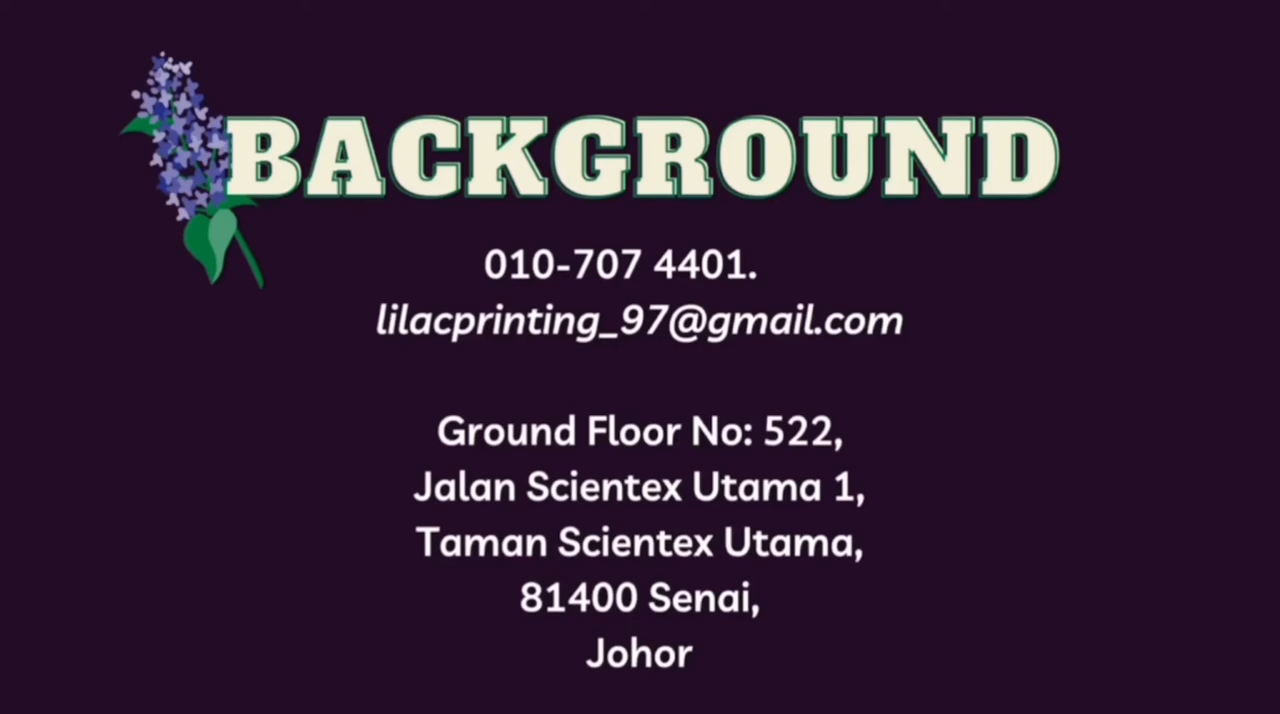 BACKGROUND
010-707 4401.
lilacprinting_97@gmail.com
Ground Floor No: 522,
Jalan Scientex Utama 1,
Taman Scientex Utama,
81400 Senai,
Johor